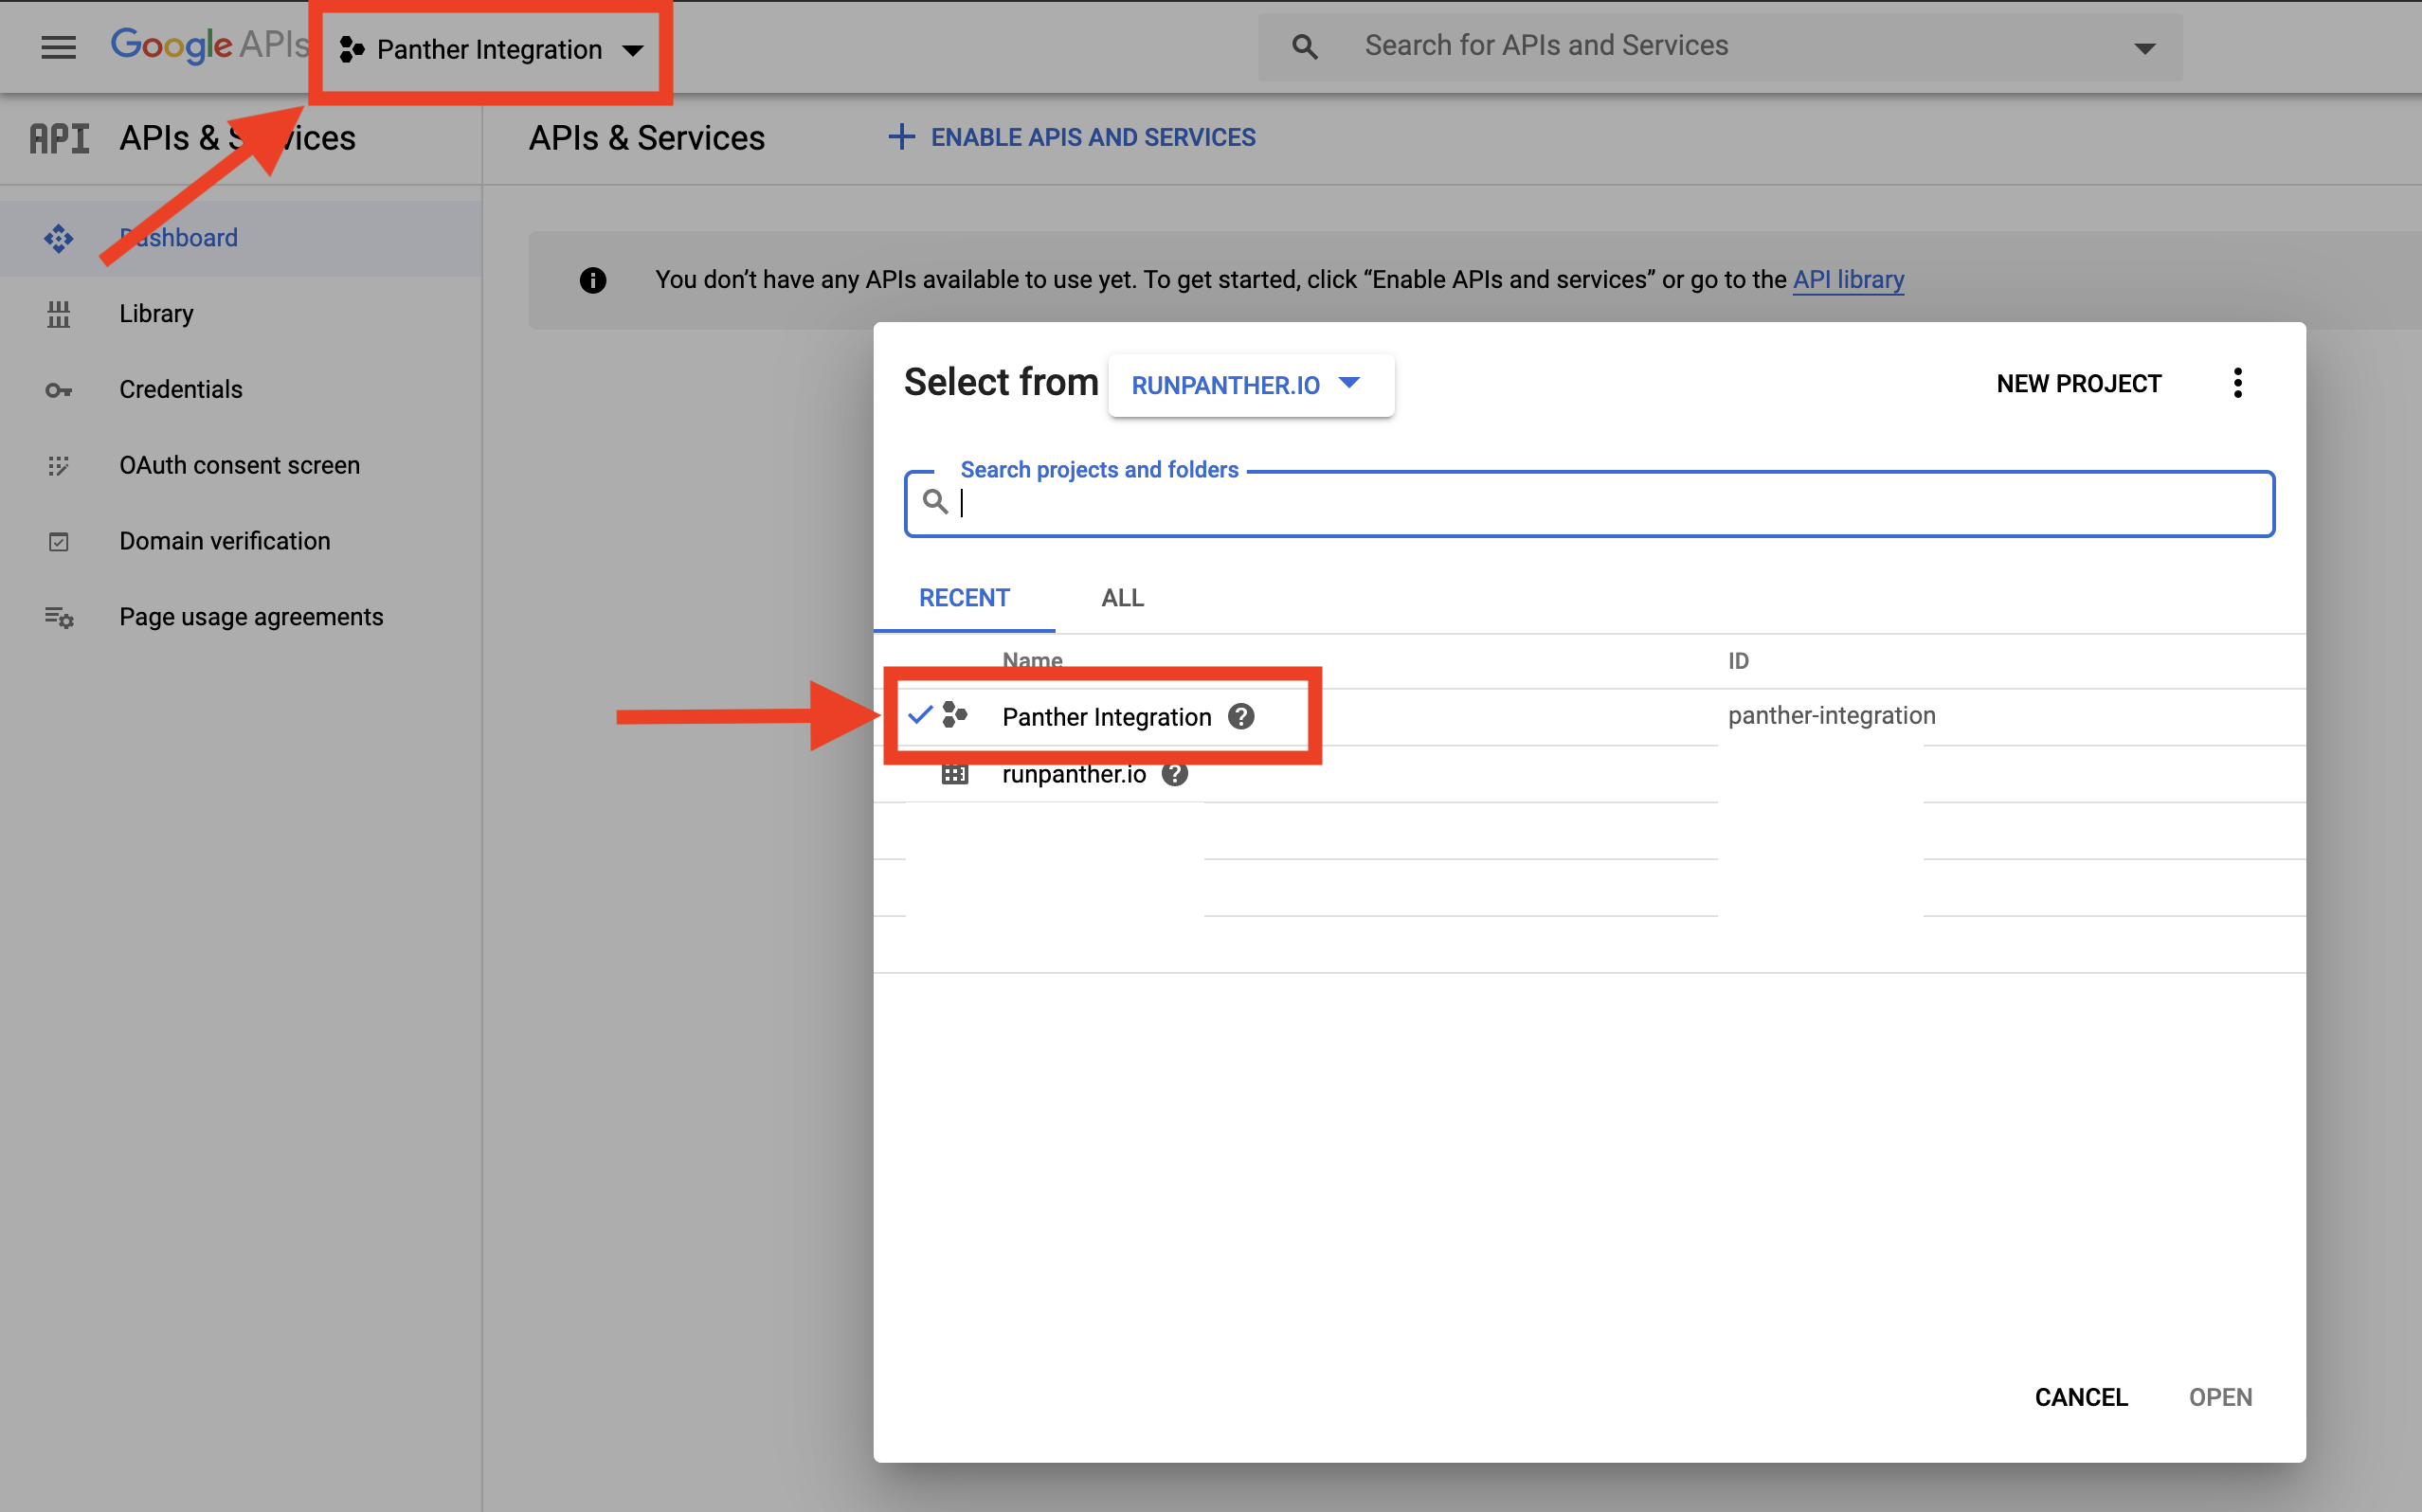 Google APIs
Panther Integration
Search for APIs and Services
API
APIs & Services
APIs & Services
ENABLE APIS AND SERVICES
Dashboard
Library
Credentials
OAuth consent screen
Domain verification
Page usage agreements
You don’t have any APIs available to use yet. To get started, click “Enable APIs and services” or go to the API library
Select from
RUNPANTHER.IO
NEW PROJECT
Search projects and folders
RECENT
ALL
Name
ID
Panther Integration
panther-integration
runpanther.io
CANCEL
OPEN